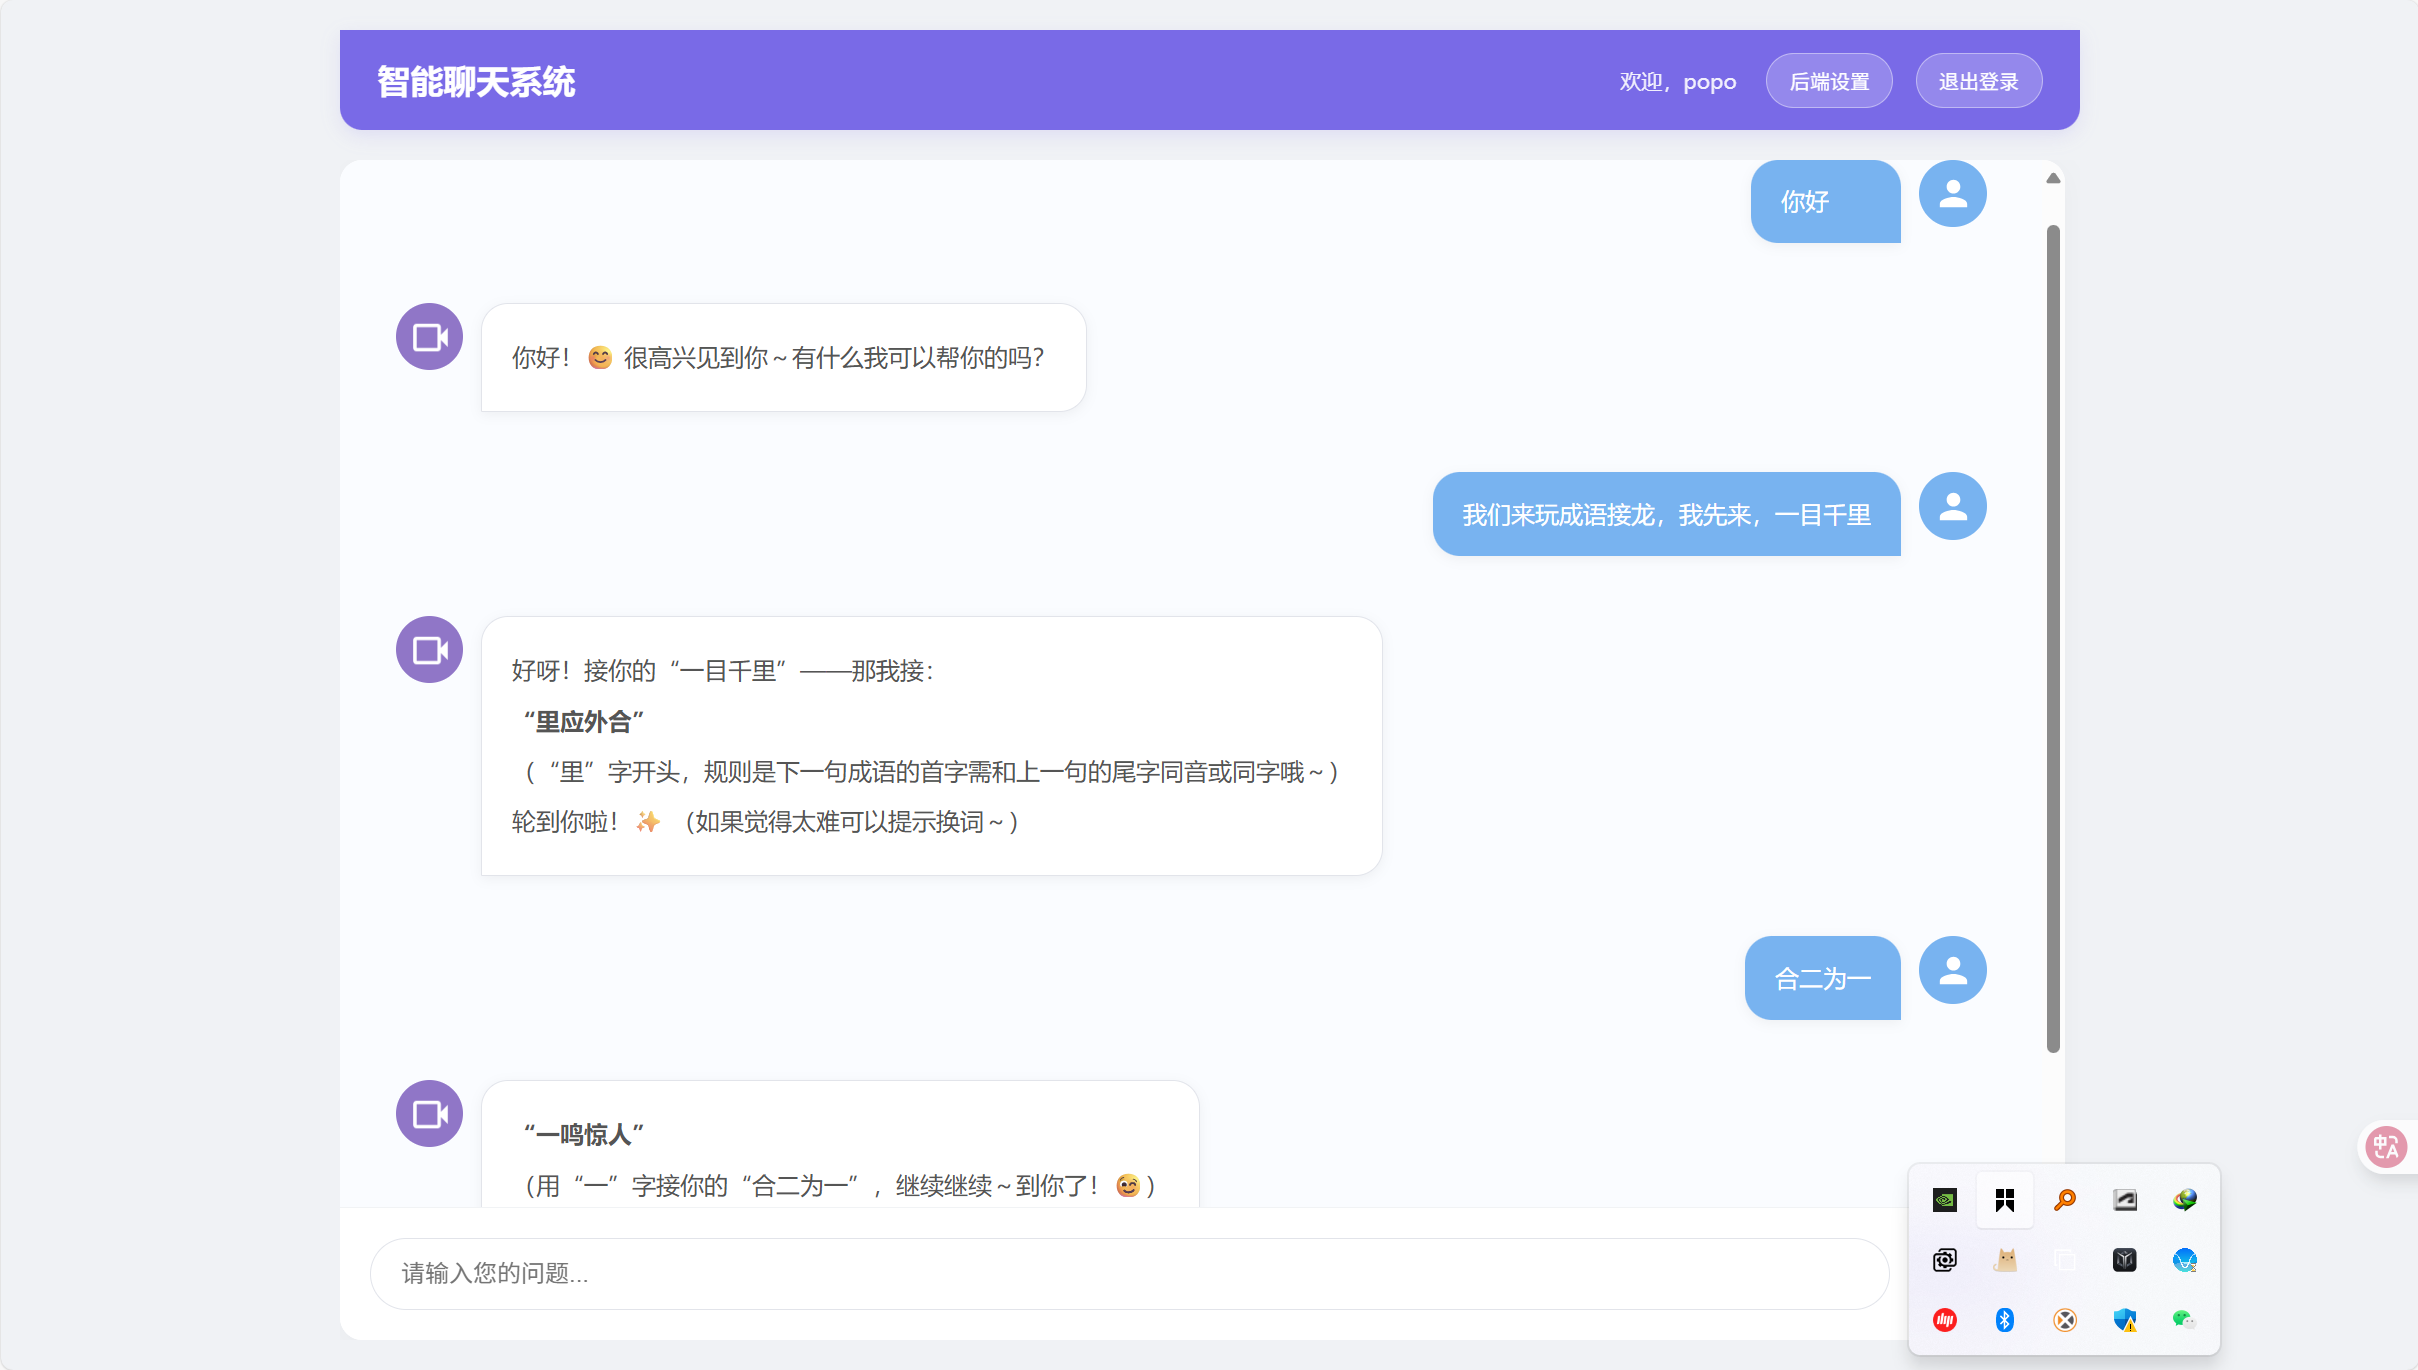 智能聊天系统
欢迎，popo
后端设置
退出登录
你好
你好！😊 很高兴见到你～有什么我可以帮你的吗？
我们来玩成语接龙，我先来，一目千里
好呀！接你的“一目千里”——那我接：
“里应外合”
（“里”字开头，规则是下一句成语的首字需和上一句的尾字同音或同字哦～）
轮到你啦！✨ （如果觉得太难可以提示换词～）
合二为一
“一鸣惊人”
（用“一”字接你的“合二为一”，继续继续～到你了！😉）
请输入您的问题...
中A